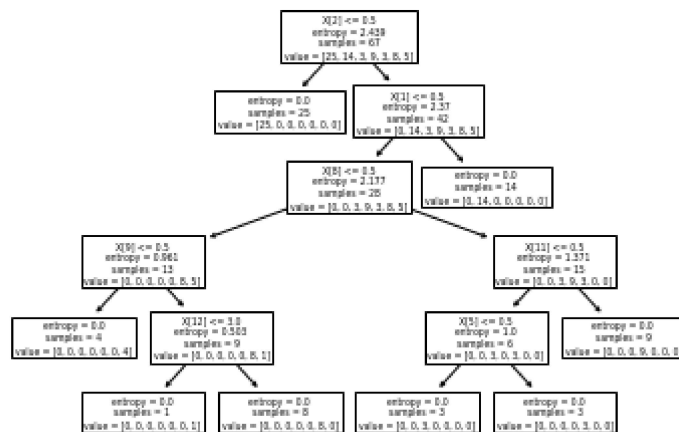 X[2] <= 0.5
entropy = 2.439
samples = 67
value = [25, 14, 3, 9, 3, 8, 5]
entropy = 0.0
samples = 25
value = [25, 0, 0, 0, 0, 0, 0]
X[1] <= 0.5
entropy = 2.37
samples = 42
value = [0, 14, 3, 9, 3, 8, 5]
X[8] <= 0.5
entropy = 2.177
samples = 28
value = [0, 0, 3, 9, 3, 8, 5]
entropy = 0.0
samples = 14
value = [0, 14, 0, 0, 0, 0, 0]
X[9] <= 0.5
entropy = 0.961
samples = 13
value = [0, 0, 0, 0, 0, 8, 5]
X[11] <= 0.5
entropy = 1.371
samples = 15
value = [0, 0, 3, 9, 3, 0, 0]
entropy = 0.0
samples = 4
value = [0, 0, 0, 0, 0, 0, 4]
X[12] <= 3.0
entropy = 0.503
samples = 9
value = [0, 0, 0, 0, 0, 8, 1]
X[5] <= 0.5
entropy = 1.0
samples = 6
value = [0, 0, 3, 0, 3, 0, 0]
entropy = 0.0
samples = 9
value = [0, 0, 0, 9, 0, 0, 0]
entropy = 0.0
samples = 1
value = [0, 0, 0, 0, 0, 0, 1]
entropy = 0.0
samples = 8
value = [0, 0, 0, 0, 0, 8, 0]
entropy = 0.0
samples = 3
value = [0, 0, 3, 0, 0, 0, 0]
entropy = 0.0
samples = 3
value = [0, 0, 0, 0, 3, 0, 0]